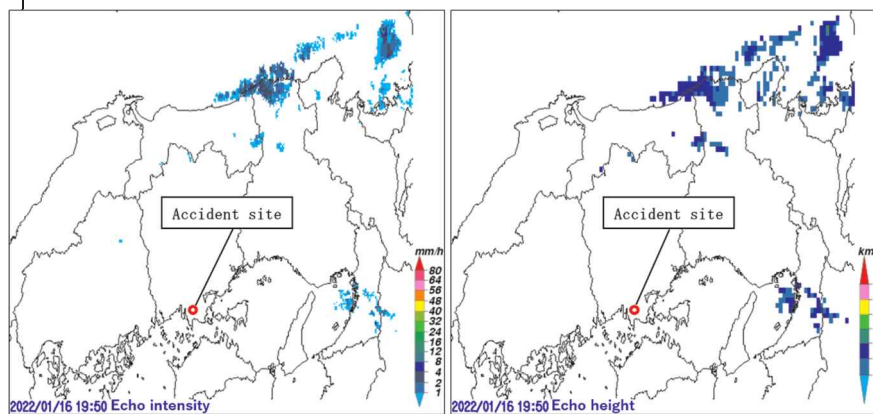 Accident site
mm/h
80
64
56
48
40
32
24
16
12
8
4
2
1
2022/01/16 19:50 Echo intensity
Accident site
km
2022/01/16 19:50 Echo height